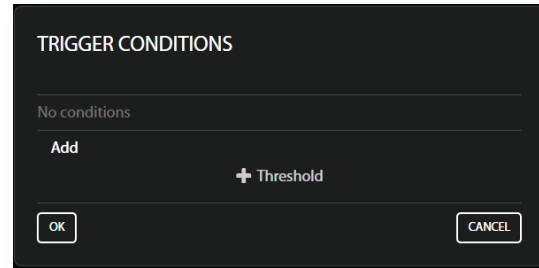 TRIGGER CONDITIONS
No conditions
Add
Threshold
OK CANCEL